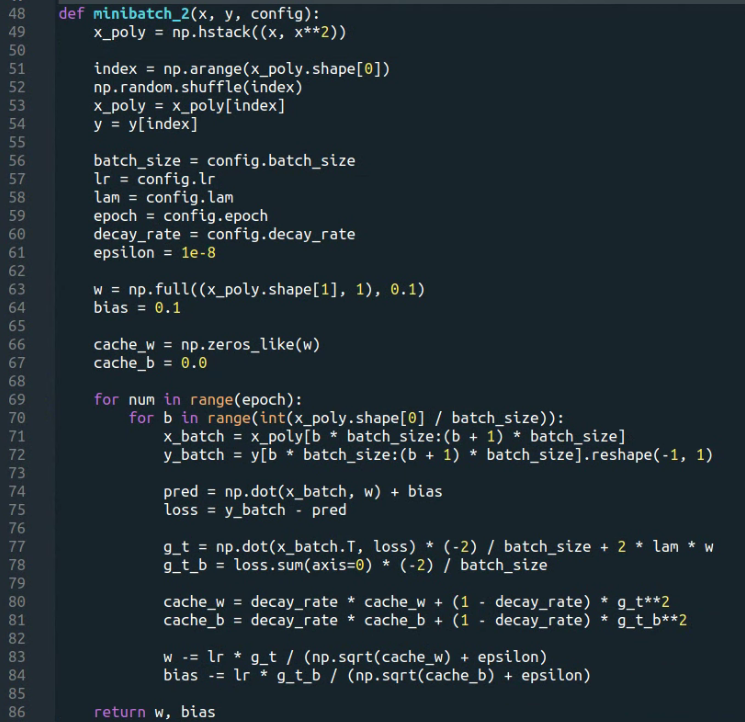 48 def minibatch_2(x, y, config):
49     x_poly = np.hstack((x, x**2))
50
51     index = np.arange(x_poly.shape[0])
52     np.random.shuffle(index)
53     x_poly = x_poly[index]
54     y = y[index]
55
56     batch_size = config.batch_size
57     lr = config.lr
58     lam = config.lam
59     epoch = config.epoch
60     decay_rate = config.decay_rate
61     epsilon = 1e-8
62
63     w = np.full((x_poly.shape[1], 1), 0.1)
64     bias = 0.1
65
66     cache_w = np.zeros_like(w)
67     cache_b = 0.0
68
69     for num in range(epoch):
70         for b in range(int(x_poly.shape[0] / batch_size)):
71             x_batch = x_poly[b * batch_size:(b + 1) * batch_size]
72             y_batch = y[b * batch_size:(b + 1) * batch_size].reshape(-1, 1)
73
74             pred = np.dot(x_batch, w) + bias
75             loss = y_batch - pred
76
77             g_t = np.dot(x_batch.T, loss) * (-2) / batch_size + 2 * lam * w
78             g_t_b = loss.sum(axis=0) * (-2) / batch_size
79
80             cache_w = decay_rate * cache_w + (1 - decay_rate) * g_t**2
81             cache_b = decay_rate * cache_b + (1 - decay_rate) * g_t_b**2
82
83             w -= lr * g_t / (np.sqrt(cache_w) + epsilon)
84             bias -= lr * g_t_b / (np.sqrt(cache_b) + epsilon)
85
86     return w, bias